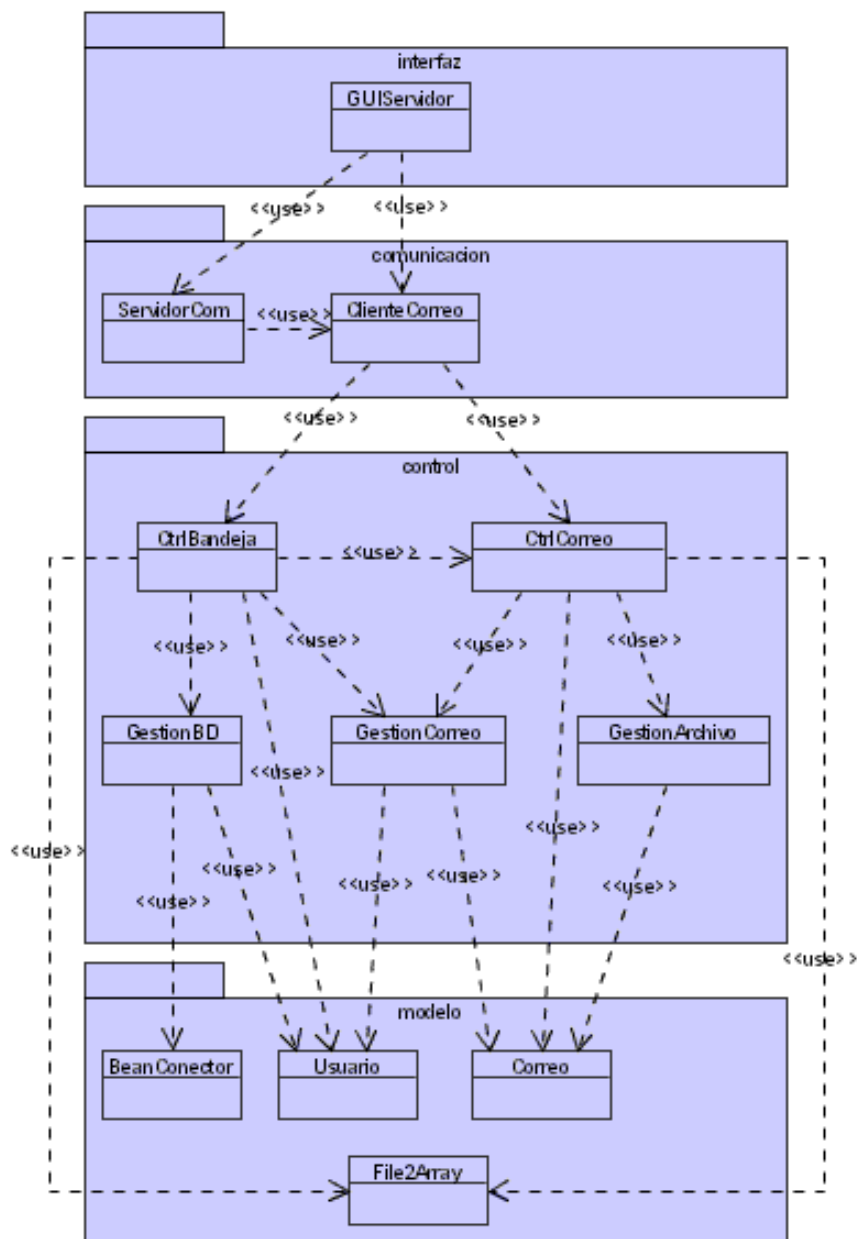 interfaz
GUIServidor
<<use>>
<<use>>
comunicacion
ServidorCom
<<use>>
ClienteCorreo
<<use>>
<<use>>
control
CtrlBandeja
<<use>>
CtrlCorreo
<<use>>
<<use>>
<<use>>
<<use>>
GestionBD
GestionCorreo
GestionArchivo
<<use>>
<<use>>
<<use>>
<<use>>
<<use>>
<<use>>
<<use>>
<<use>>
<<use>>
modelo
BeanConector
Usuario
Correo
File2Array